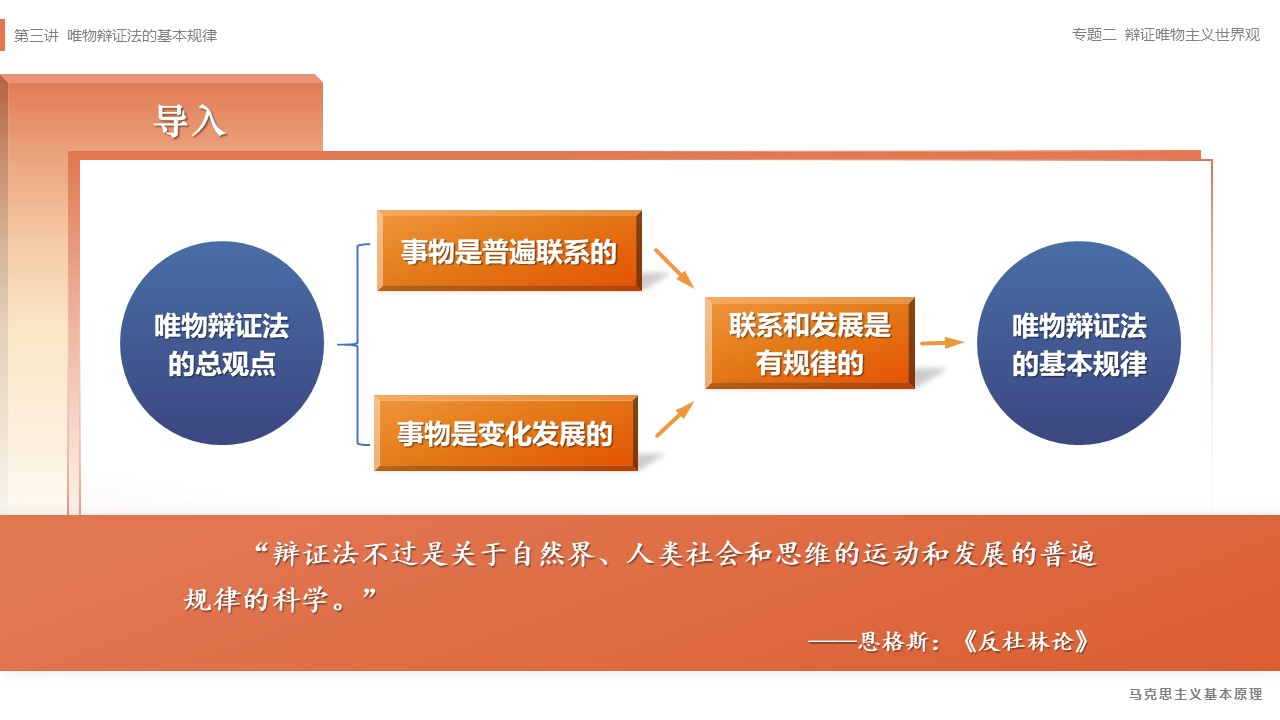 第三讲 唯物辩证法的基本规律
专题二 辩证唯物主义世界观
导入
唯物辩证法
的总观点
事物是普遍联系的
事物是变化发展的
联系和发展是
有规律的
唯物辩证法
的基本规律
“辩证法不过是关于自然界、人类社会和思维的运动和发展的普遍
规律的科学。”
——恩格斯：《反杜林论》
马克思主义基本原理